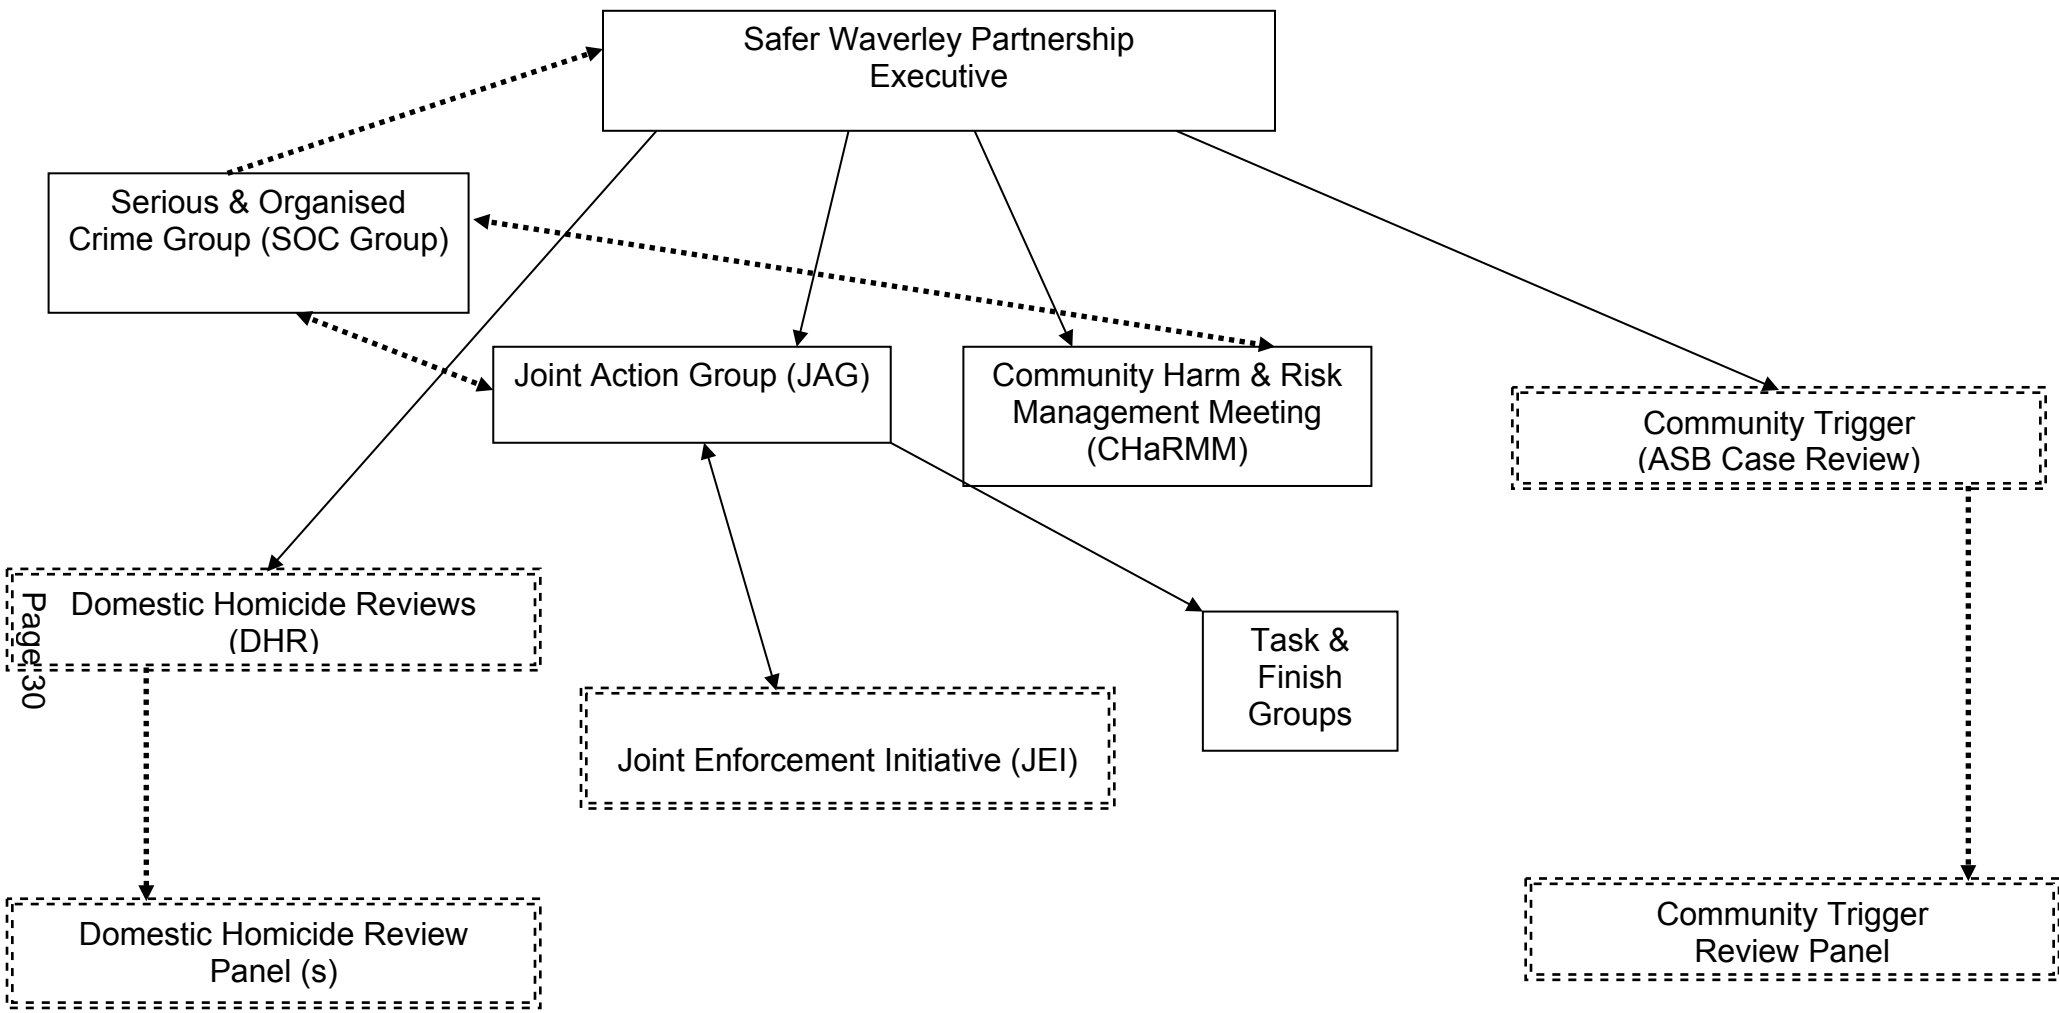 Safer Waverley Partnership
Executive
Serious & Organised
Crime Group (SOC Group)
Joint Action Group (JAG)
Community Harm & Risk
Management Meeting
(CHaRMM)
Community Trigger
(ASB Case Review)
Domestic Homicide Reviews
(DHR)
Page 30
Task &
Finish
Groups
Joint Enforcement Initiative (JEI)
Domestic Homicide Review
Panel (s)
Community Trigger
Review Panel